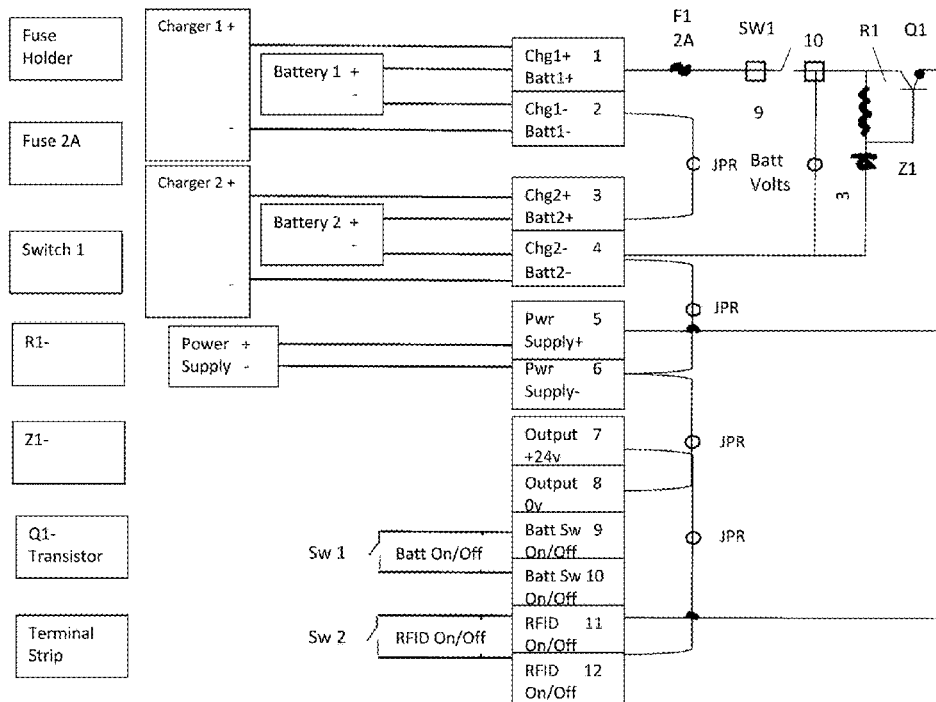 Fuse
Holder
Fuse 2A
Switch 1
R1-
Z1-
Q1-
Transistor
Terminal
Strip
Charger 1 +
-
Battery 1 +
-
Charger 2 +
-
Battery 2 +
-
Power +
Supply -
Sw 1
Batt On/Off
Sw 2
RFID On/Off
Chg1+ 1
Batt1+
Chg1- 2
Batt1-
Chg2+ 3
Batt2+
Chg2- 4
Batt2-
Pwr 5
Supply+
Pwr 6
Supply-
Output 7
+24v
Output 8
0v
Batt Sw 9
On/Off
Batt Sw 10
On/Off
RFID 11
On/Off
RFID 12
On/Off
F1
2A
SW1
10
R1
Q1
9
JPR
Batt
Volts
3
Z1
JPR
JPR
JPR